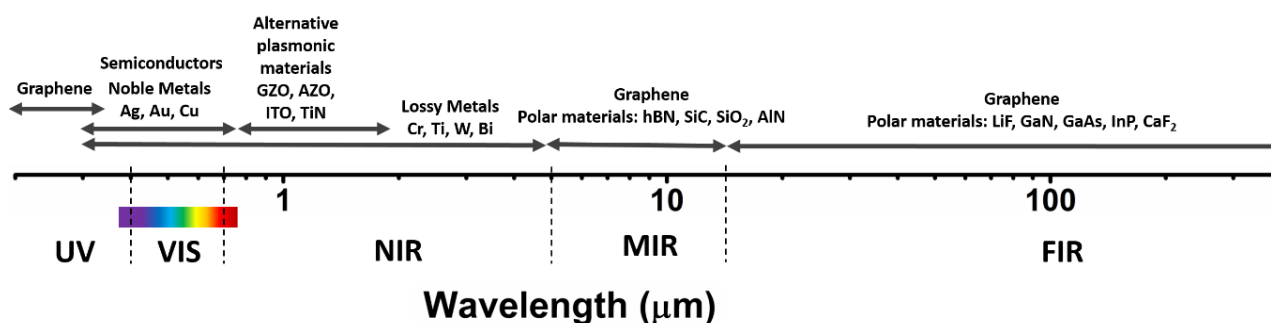 Graphene
Semiconductors
Noble Metals
Ag, Au, Cu
Alternative
plasmonic
materials
GZO, AZO,
ITO, TiN
Lossy Metals
Cr, Ti, W, Bi
Graphene
Polar materials: hBN, SiC, SiO₂, AlN
Graphene
Polar materials: LiF, GaN, GaAs, InP, CaF₂
1
10
100
UV
VIS
NIR
MIR
FIR
Wavelength (μm)